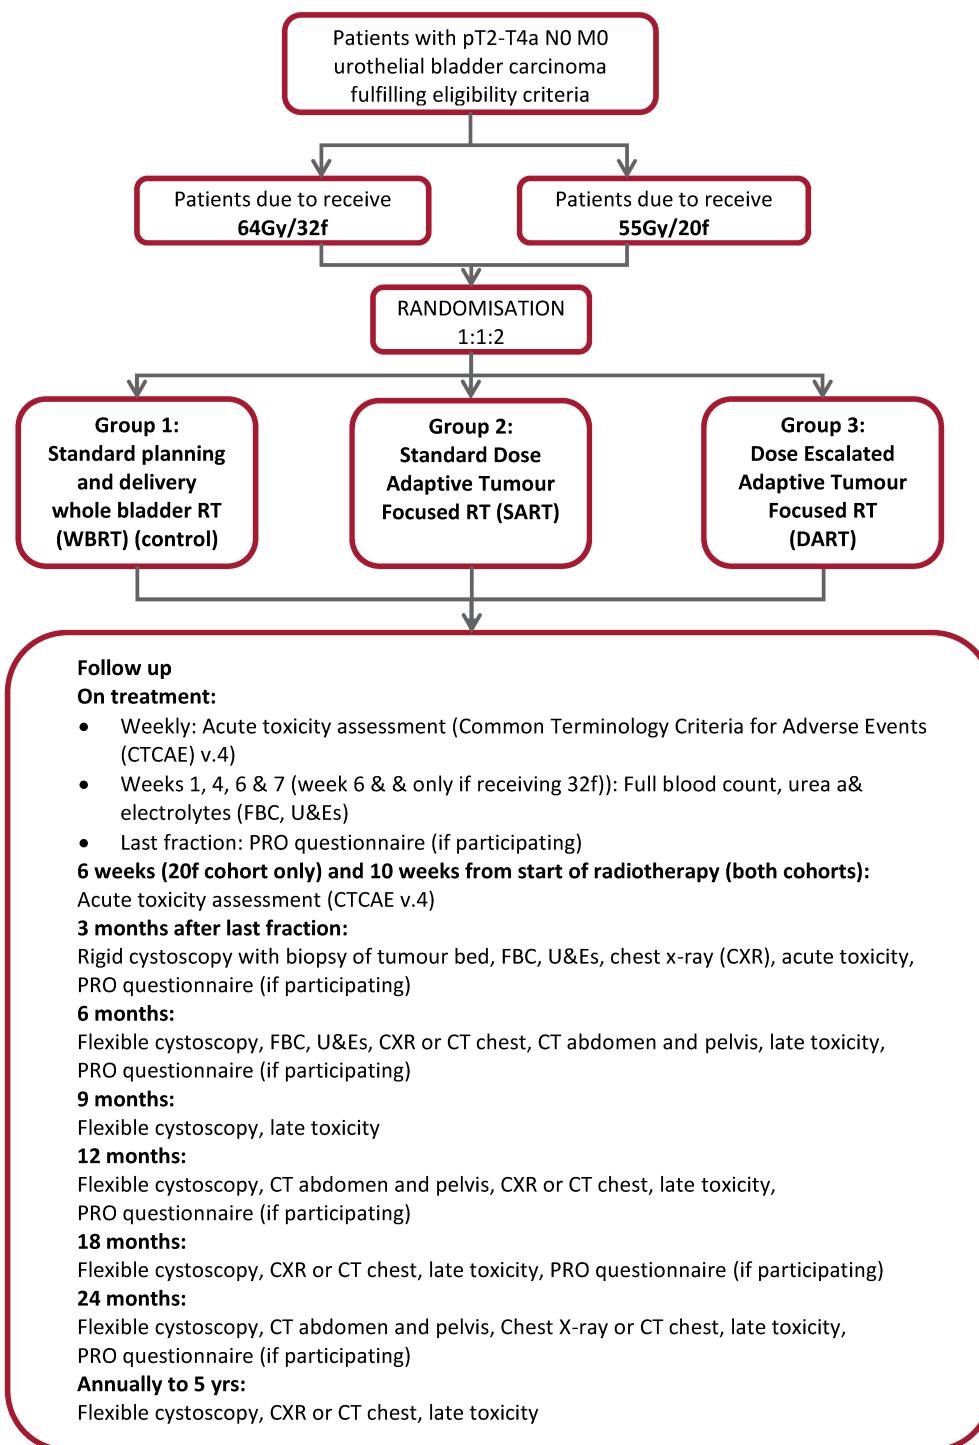 Patients with pT2-T4a N0 M0
urothelial bladder carcinoma
fulfilling eligibility criteria
Patients due to receive
64Gy/32f
Patients due to receive
55Gy/20f
RANDOMISATION
1:1:2
Group 1:
Standard planning
and delivery
whole bladder RT
(WBRT) (control)
Group 2:
Standard Dose
Adaptive Tumour
Focused RT (SART)
Group 3:
Dose Escalated
Adaptive Tumour
Focused RT
(DART)
Follow up
On treatment:
• Weekly: Acute toxicity assessment (Common Terminology Criteria for Adverse Events
(CTCAE) v.4)
• Weeks 1, 4, 6 & 7 (week 6 & & only if receiving 32f)): Full blood count, urea a&
electrolytes (FBC, U&Es)
• Last fraction: PRO questionnaire (if participating)
6 weeks (20f cohort only) and 10 weeks from start of radiotherapy (both cohorts):
Acute toxicity assessment (CTCAE v.4)
3 months after last fraction:
Rigid cystoscopy with biopsy of tumour bed, FBC, U&Es, chest x-ray (CXR), acute toxicity,
PRO questionnaire (if participating)
6 months:
Flexible cystoscopy, FBC, U&Es, CXR or CT chest, CT abdomen and pelvis, late toxicity,
PRO questionnaire (if participating)
9 months:
Flexible cystoscopy, late toxicity
12 months:
Flexible cystoscopy, CT abdomen and pelvis, CXR or CT chest, late toxicity,
PRO questionnaire (if participating)
18 months:
Flexible cystoscopy, CXR or CT chest, late toxicity, PRO questionnaire (if participating)
24 months:
Flexible cystoscopy, CT abdomen and pelvis, Chest X-ray or CT chest, late toxicity,
PRO questionnaire (if participating)
Annually to 5 yrs:
Flexible cystoscopy, CXR or CT chest, late toxicity